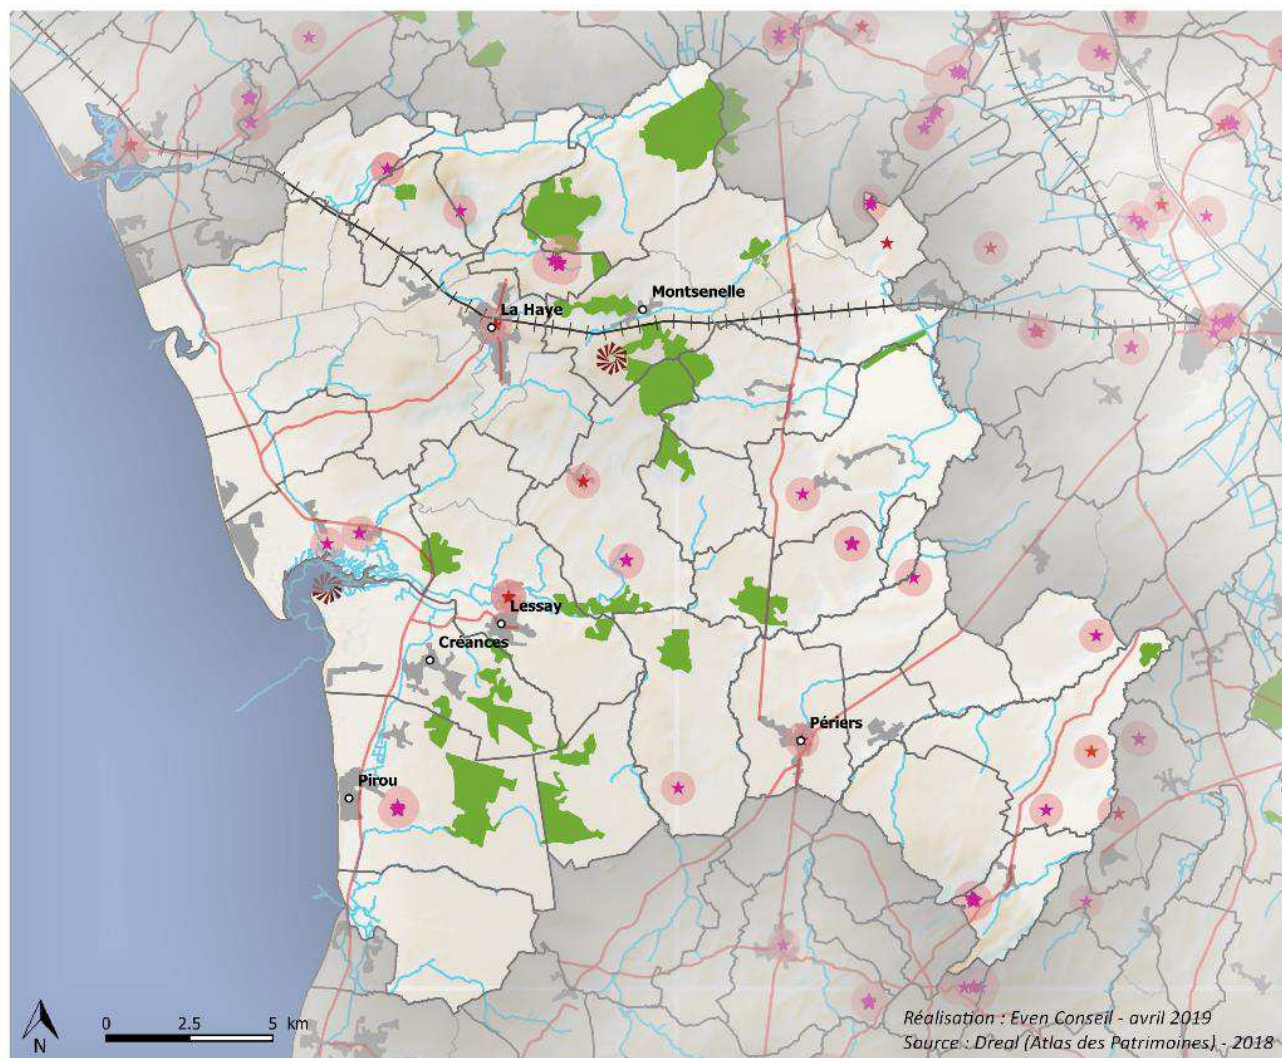 Montsenelle
La Haye
Lessay
Créances
Périers
Pirou
N
0 2.5 5 km
Réalisation : Even Conseil - avril 2019
Source : Dreal (Atlas des Patrimoines) - 2018